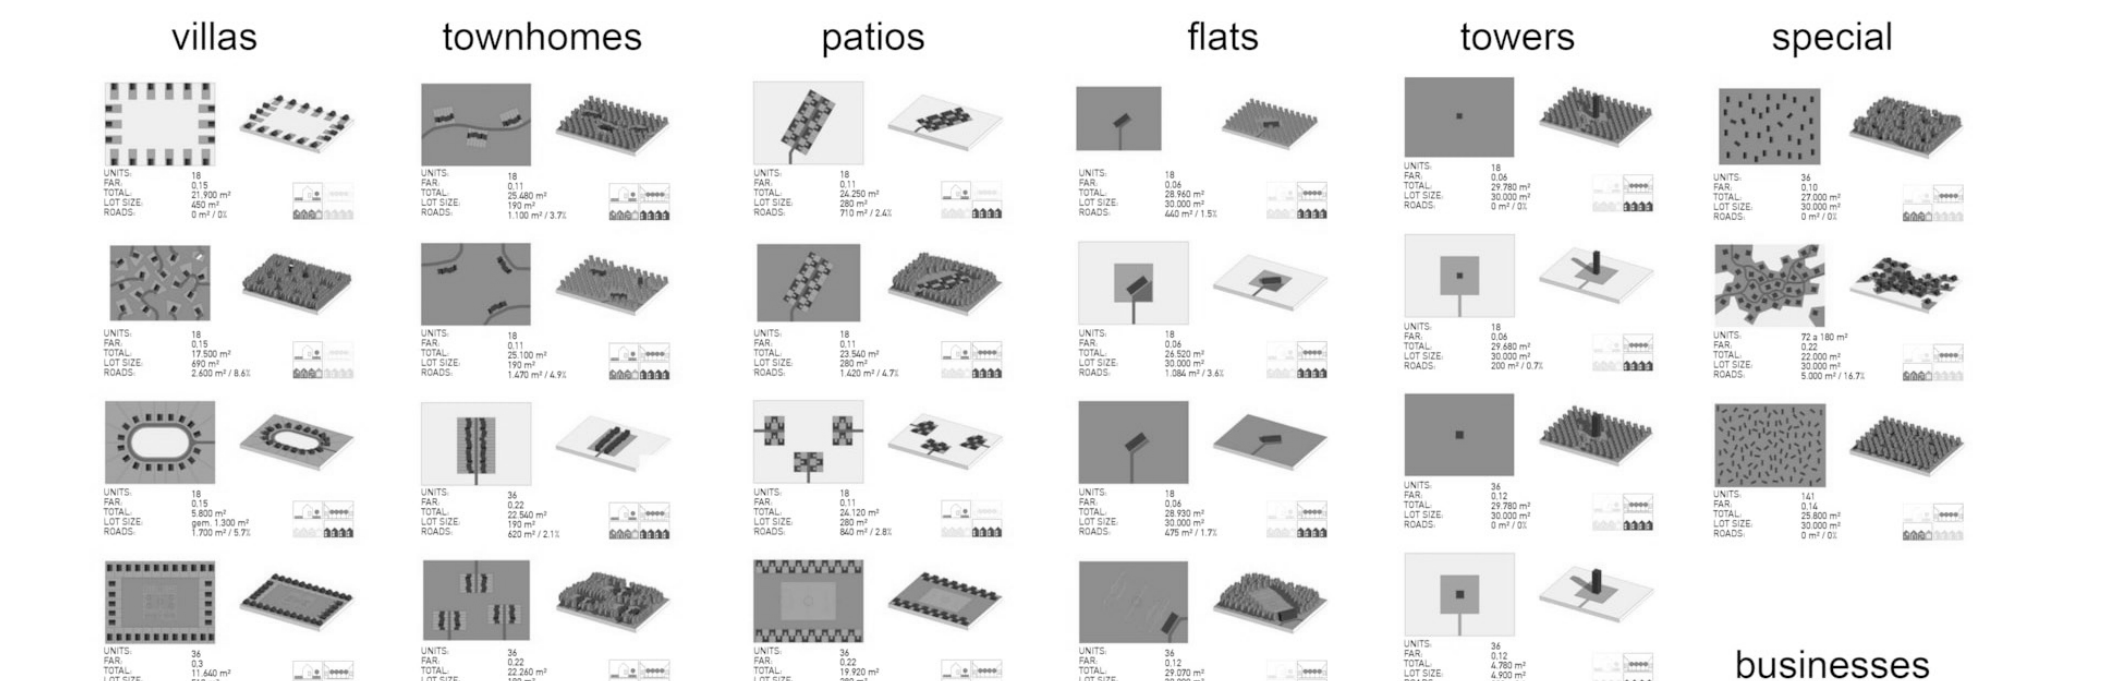 villas
townhomes
patios
flats
towers
special
UNITS: 18
FAR: 0,15
TOTAL: 21.900 m²
LOT SIZE: 450 m²
ROADS: 0 m² / 0%
UNITS: 18
FAR: 0,11
TOTAL: 25.480 m²
LOT SIZE: 190 m²
ROADS: 1.100 m² / 3.7%
UNITS: 18
FAR: 0,11
TOTAL: 24.250 m²
LOT SIZE: 280 m²
ROADS: 710 m² / 2.4%
UNITS: 18
FAR: 0.06
TOTAL: 28.960 m²
LOT SIZE: 30.000 m²
ROADS: 440 m² / 1.5%
UNITS: 18
FAR: 0.06
TOTAL: 29.780 m²
LOT SIZE: 30.000 m²
ROADS: 0 m² / 0%
UNITS: 36
FAR: 0,10
TOTAL: 27.000 m²
LOT SIZE: 30.000 m²
ROADS: 0 m² / 0%
UNITS: 18
FAR: 0,15
TOTAL: 17.500 m²
LOT SIZE: 690 m²
ROADS: 2.600 m² / 8.6%
UNITS: 18
FAR: 0,11
TOTAL: 25.100 m²
LOT SIZE: 190 m²
ROADS: 1.470 m² / 4.9%
UNITS: 18
FAR: 0,11
TOTAL: 23.540 m²
LOT SIZE: 280 m²
ROADS: 1.420 m² / 4.7%
UNITS: 18
FAR: 0.06
TOTAL: 26.520 m²
LOT SIZE: 30.000 m²
ROADS: 1.084 m² / 3.6%
UNITS: 18
FAR: 0.06
TOTAL: 29.680 m²
LOT SIZE: 30.000 m²
ROADS: 200 m² / 0.7%
UNITS: 72 a 180 m²
FAR: 0.22
TOTAL: 22.000 m²
LOT SIZE: 30.000 m²
ROADS: 5.000 m² / 16.7%
UNITS: 18
FAR: 0,15
TOTAL: 5.800 m²
LOT SIZE: gem. 1.300 m²
ROADS: 1.700 m² / 5.7%
UNITS: 36
FAR: 0.22
TOTAL: 22.540 m²
LOT SIZE: 190 m²
ROADS: 620 m² / 2.1%
UNITS: 18
FAR: 0,11
TOTAL: 24.120 m²
LOT SIZE: 280 m²
ROADS: 840 m² / 2.8%
UNITS: 18
FAR: 0.06
TOTAL: 28.930 m²
LOT SIZE: 30.000 m²
ROADS: 475 m² / 1.7%
UNITS: 36
FAR: 0,12
TOTAL: 29.780 m²
LOT SIZE: 30.000 m²
ROADS: 0 m² / 0%
UNITS: 141
FAR: 0,14
TOTAL: 25.800 m²
LOT SIZE: 30.000 m²
ROADS: 0 m² / 0%
UNITS: 36
FAR: 0,3
TOTAL: 11.640 m²
UNITS: 36
FAR: 0.22
TOTAL: 22.260 m²
UNITS: 36
FAR: 0.22
TOTAL: 19.920 m²
UNITS: 36
FAR: 0,12
TOTAL: 29.070 m²
UNITS: 36
FAR: 0,12
TOTAL: 4.780 m²
LOT SIZE: 4.900 m²
businesses